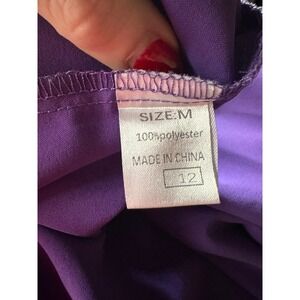 SIZE:M
100%polyester
MADE IN CHINA
12